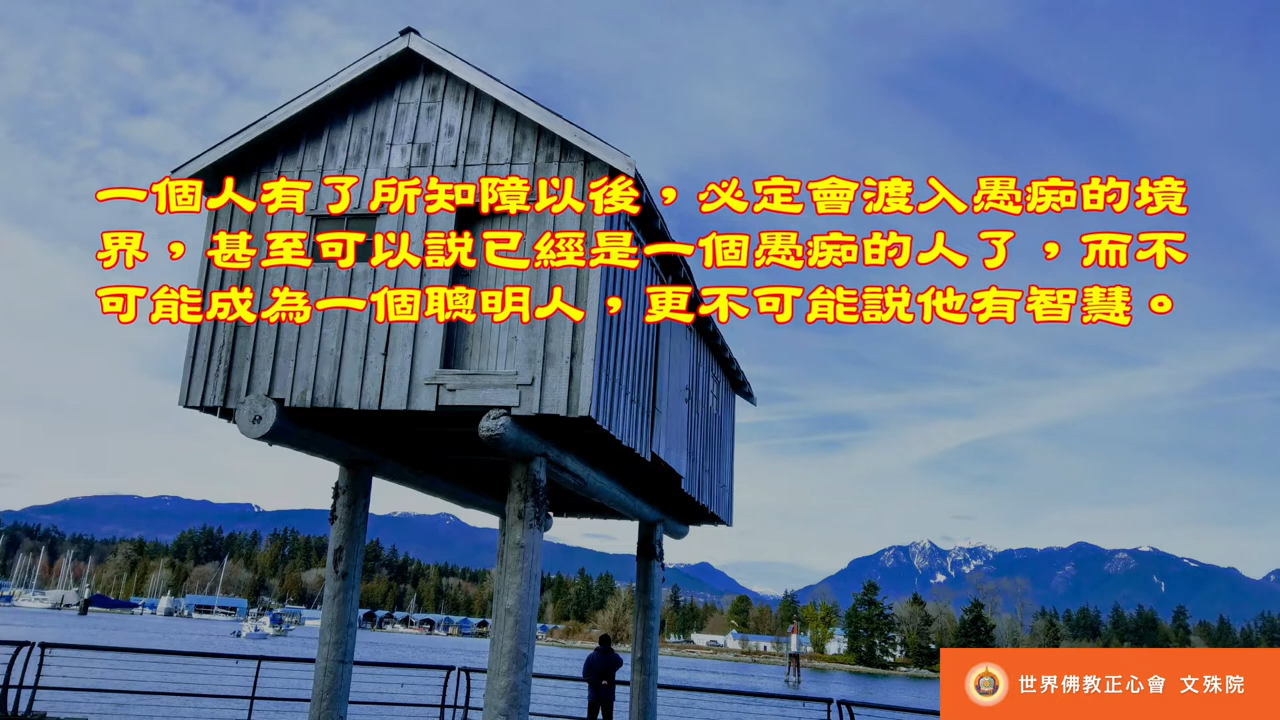 一個人有了所知障以後，必定會渡入愚痴的境
界，甚至可以説已經是一個愚痴的人了，而不
可能成為一個聰明人，更不可能説他有智慧。
世界佛教正心會 文殊院